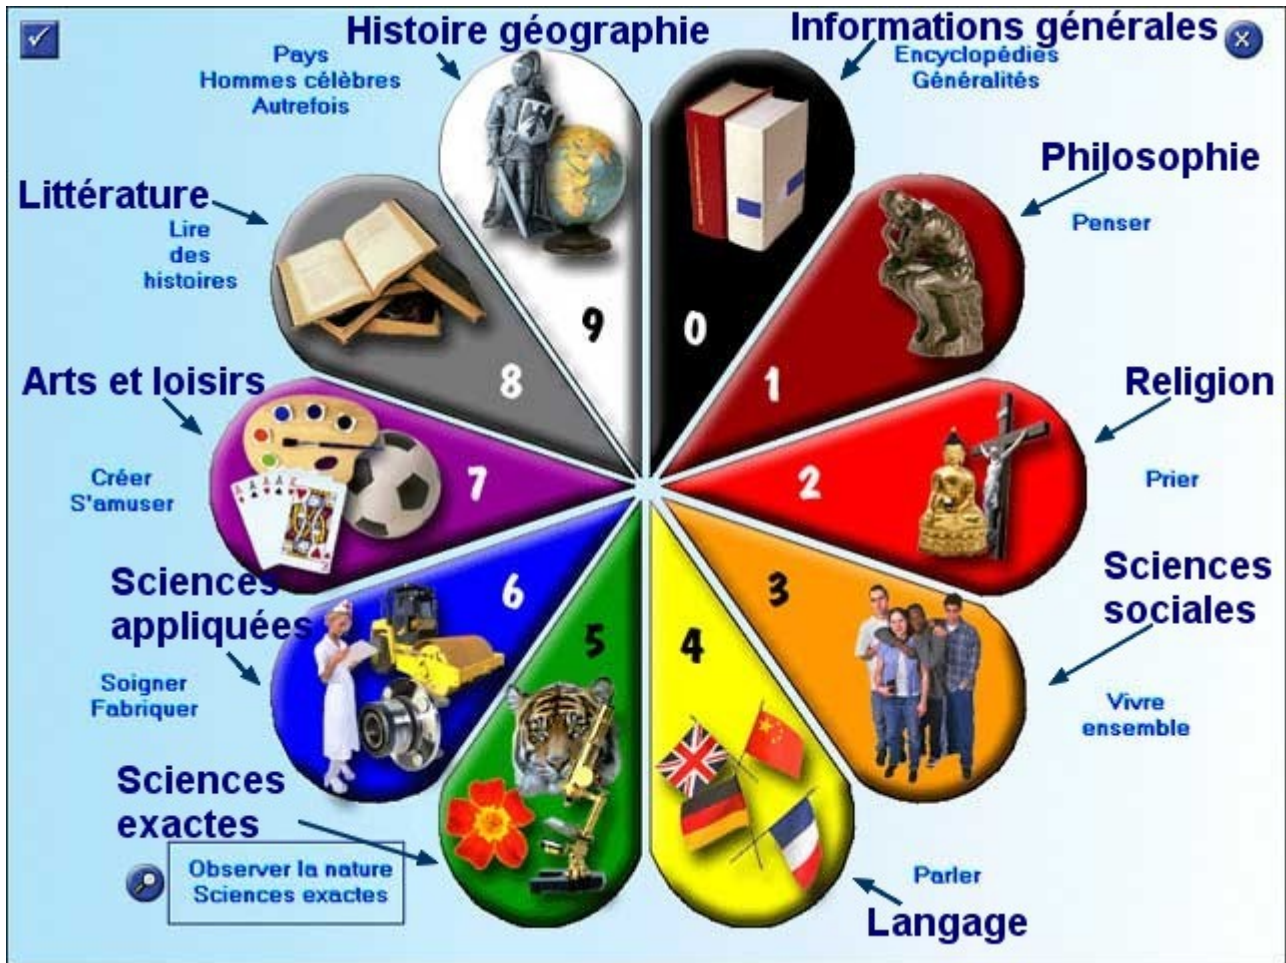 Histoire géographie
Pays
Hommes célèbres
Autrefois
Informations générales
Encyclopédies
Généralités
Philosophie
Penser
Littérature
Lire
des
histoires
9
0
8
1
Arts et loisirs
Créer
S'amuser
7
2
Religion
Prier
Sciences
appliquées
Soigner
Fabriquer
6
3
Sciences
sociales
Vivre
ensemble
5
4
Sciences
exactes
Observer la nature
Sciences exactes
Parler
Langage